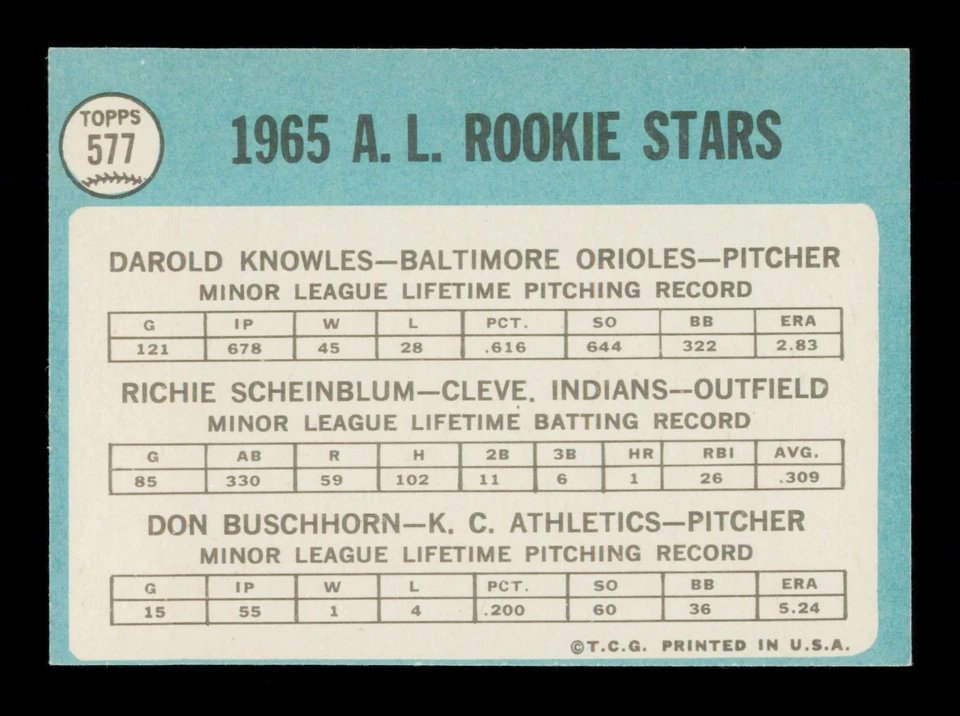 TOPPS
577
1965 A. L. ROOKIE STARS
DAROLD KNOWLES—BALTIMORE ORIOLES—PITCHER
MINOR LEAGUE LIFETIME PITCHING RECORD
G IP W L PCT. SO BB ERA
121 678 45 28 .616 644 322 2.83
RICHIE SCHEINBLUM—CLEVE. INDIANS—OUTFIELD
MINOR LEAGUE LIFETIME BATTING RECORD
G AB R H 2B 3B HR RBI AVG.
85 330 59 102 11 6 1 26 .309
DON BUSCHHORN—K. C. ATHLETICS—PITCHER
MINOR LEAGUE LIFETIME PITCHING RECORD
G IP W L PCT. SO BB ERA
15 55 1 4 .200 60 36 5.24
©T.C.G. PRINTED IN U.S.A.